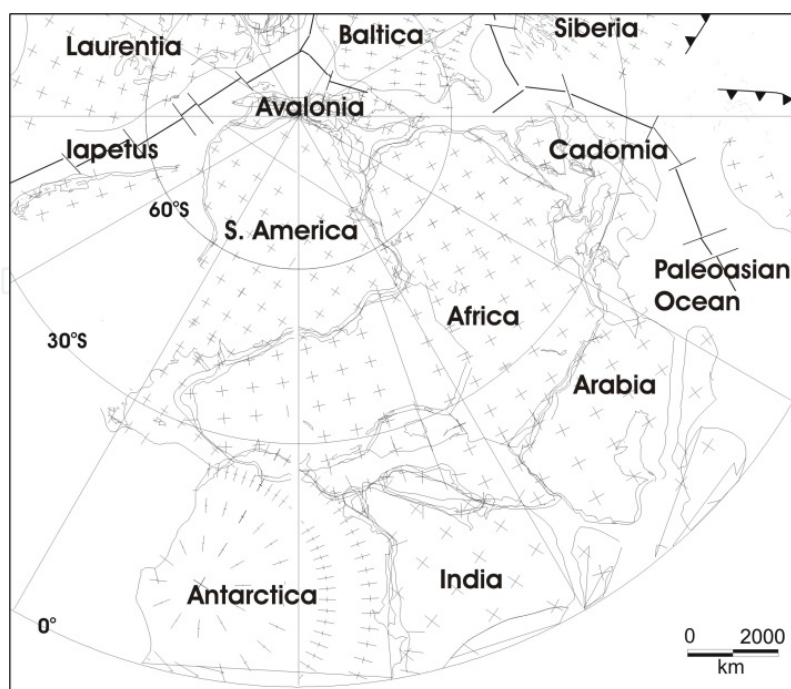 Laurentia
Baltica
Siberia
Avalonia
Iapetus
Cadomia
60°S
S. America
Paleoasian
Ocean
Africa
30°S
Arabia
Antarctica
India
0°
0 2000
km